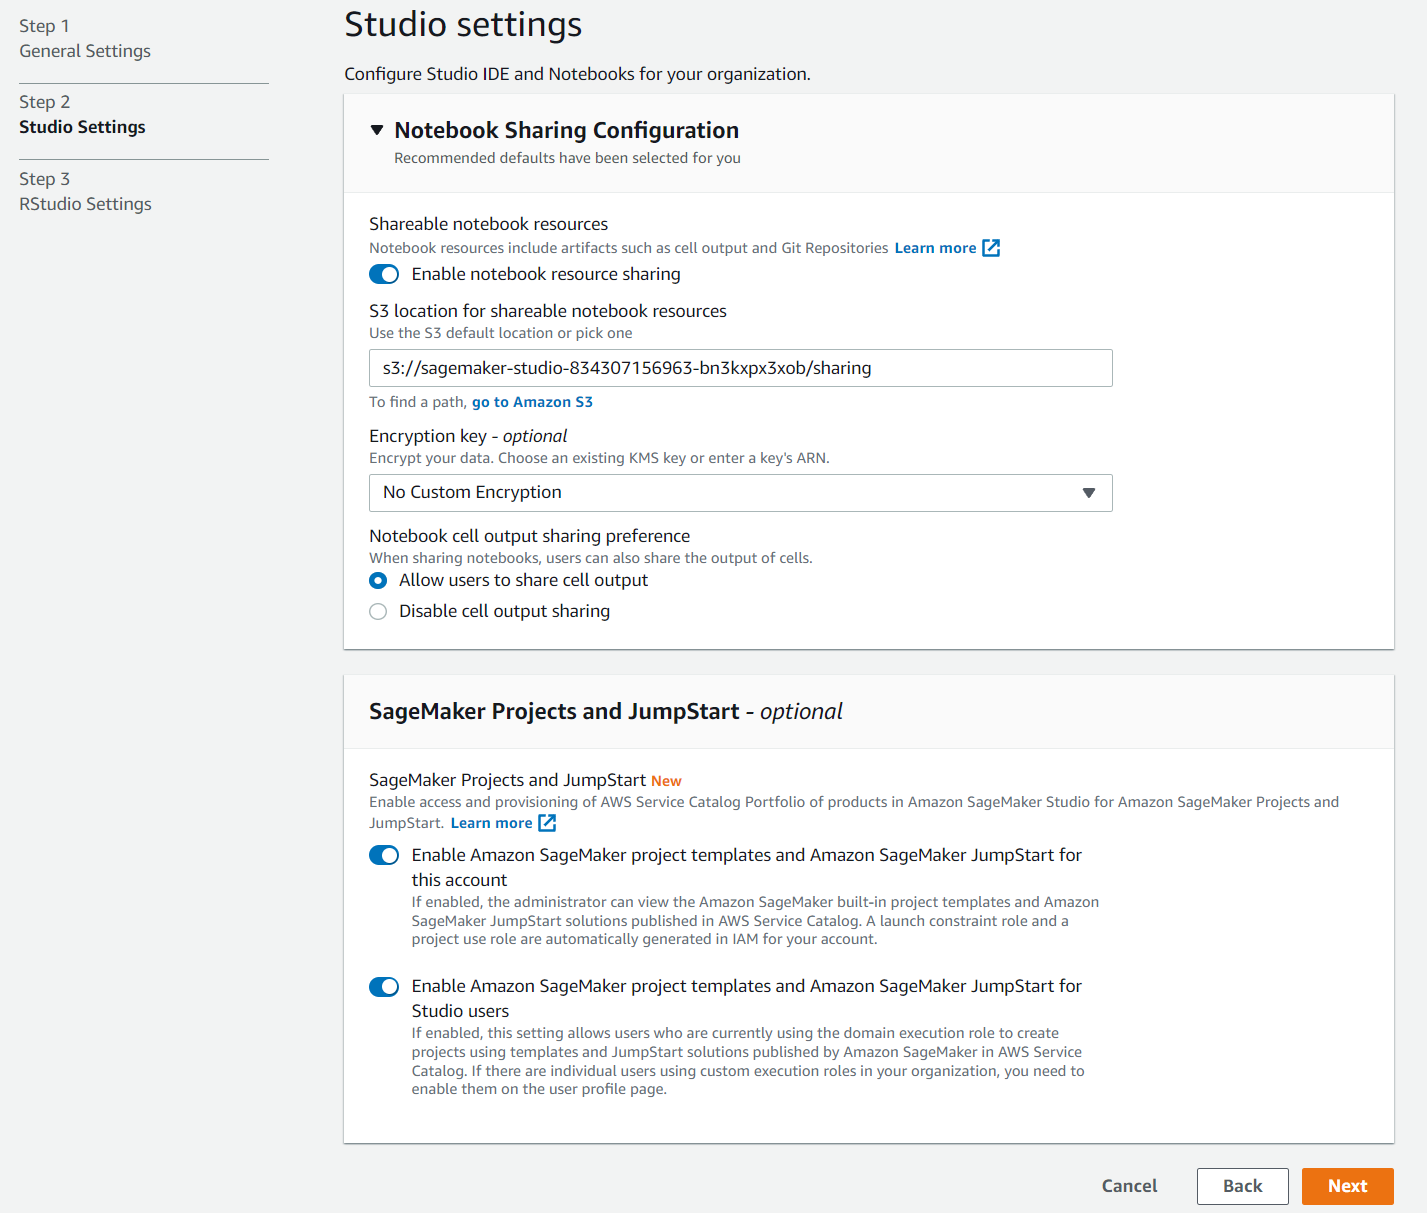 Step 1
General Settings
Step 2
Studio Settings
Step 3
RStudio Settings
Studio settings
Configure Studio IDE and Notebooks for your organization.
Notebook Sharing Configuration
Recommended defaults have been selected for you
Shareable notebook resources
Notebook resources include artifacts such as cell output and Git Repositories Learn more
Enable notebook resource sharing
S3 location for shareable notebook resources
Use the S3 default location or pick one
s3://sagemaker-studio-834307156963-bn3kxpx3xob/sharing
To find a path, go to Amazon S3
Encryption key - optional
Encrypt your data. Choose an existing KMS key or enter a key's ARN.
No Custom Encryption
Notebook cell output sharing preference
When sharing notebooks, users can also share the output of cells.
Allow users to share cell output
Disable cell output sharing
SageMaker Projects and JumpStart - optional
SageMaker Projects and JumpStart New
Enable access and provisioning of AWS Service Catalog Portfolio of products in Amazon SageMaker Studio for Amazon SageMaker Projects and
JumpStart. Learn more
Enable Amazon SageMaker project templates and Amazon SageMaker JumpStart for
this account
If enabled, the administrator can view the Amazon SageMaker built-in project templates and Amazon
SageMaker JumpStart solutions published in AWS Service Catalog. A launch constraint role and a
project use role are automatically generated in IAM for your account.
Enable Amazon SageMaker project templates and Amazon SageMaker JumpStart for
Studio users
If enabled, this setting allows users who are currently using the domain execution role to create
projects using templates and JumpStart solutions published by Amazon SageMaker in AWS Service
Catalog. If there are individual users using custom execution roles in your organization, you need to
enable them on the user profile page.
Cancel
Back
Next